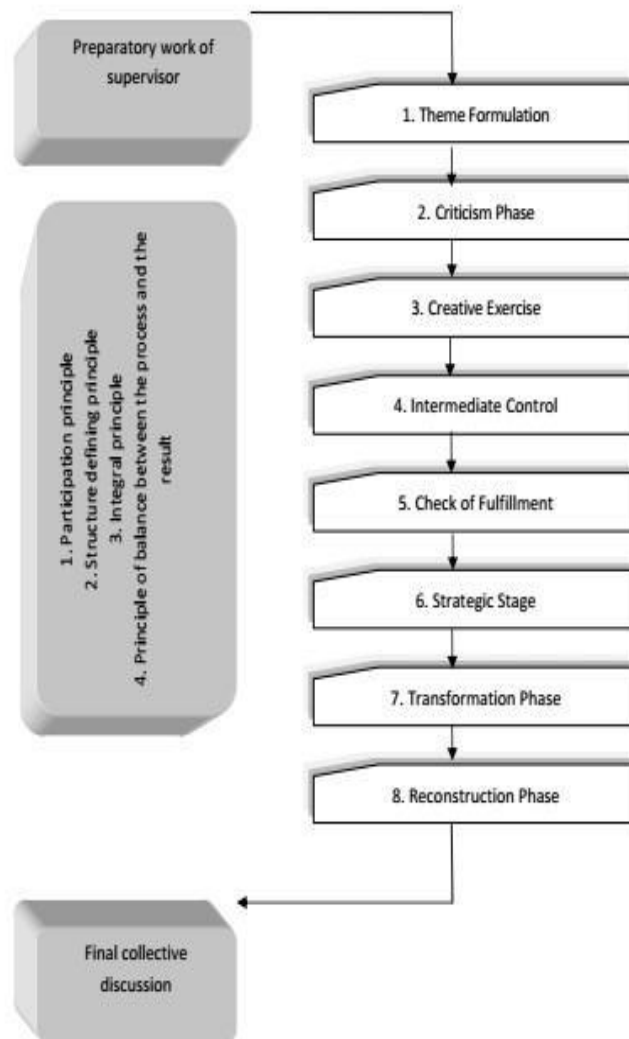 Preparatory work of
supervisor
1. Theme Formulation
2. Criticism Phase
3. Creative Exercise
4. Intermediate Control
5. Check of Fulfillment
6. Strategic Stage
7. Transformation Phase
8. Reconstruction Phase
1. Participation principle
2. Structure defining principle
3. Integral principle
4. Principle of balance between the process and the
result
Final collective
discussion